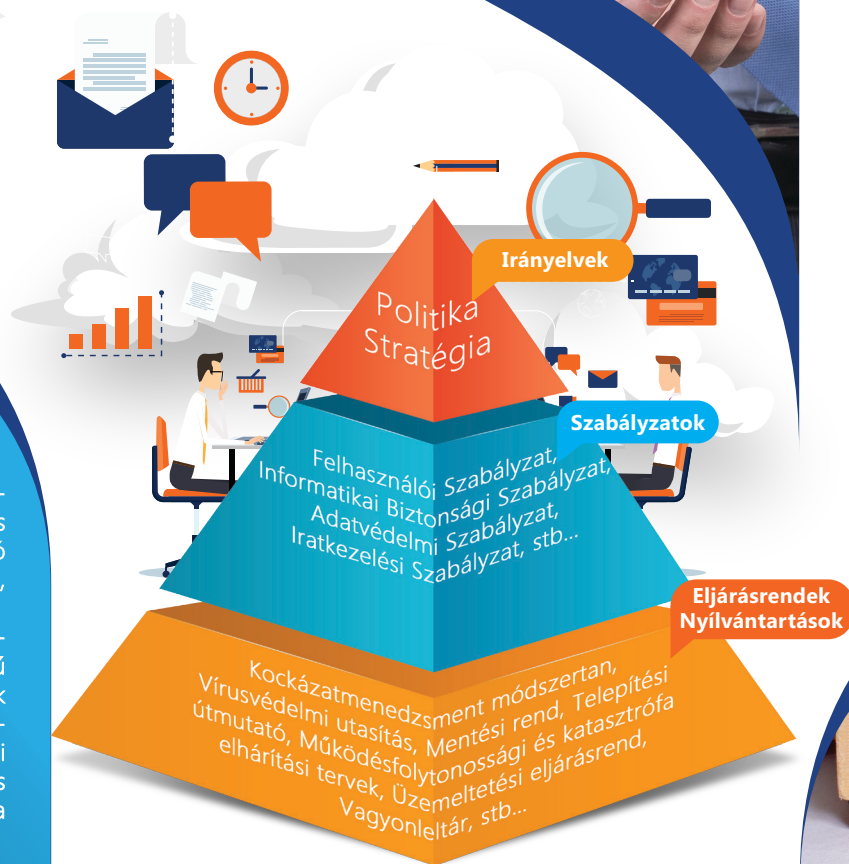 Irányelvek
Politika
Stratégia
Szabályzatok
Felhasználói Szabályzat,
Informatikai Biztonsági Szabályzat,
Adatvédelmi Szabályzat,
Iratkezelési Szabályzat, stb...
Eljárásrendek
Nyílvántartások
Kockázatmenedzsment módszertan,
Vírusvédelmi utasítás, Mentési rend, Telepítési
útmutató, Működésfolytonossági és katasztrófa
elhárítási tervek, Üzemeltetési eljárásrend,
Vagyonleltár, stb...